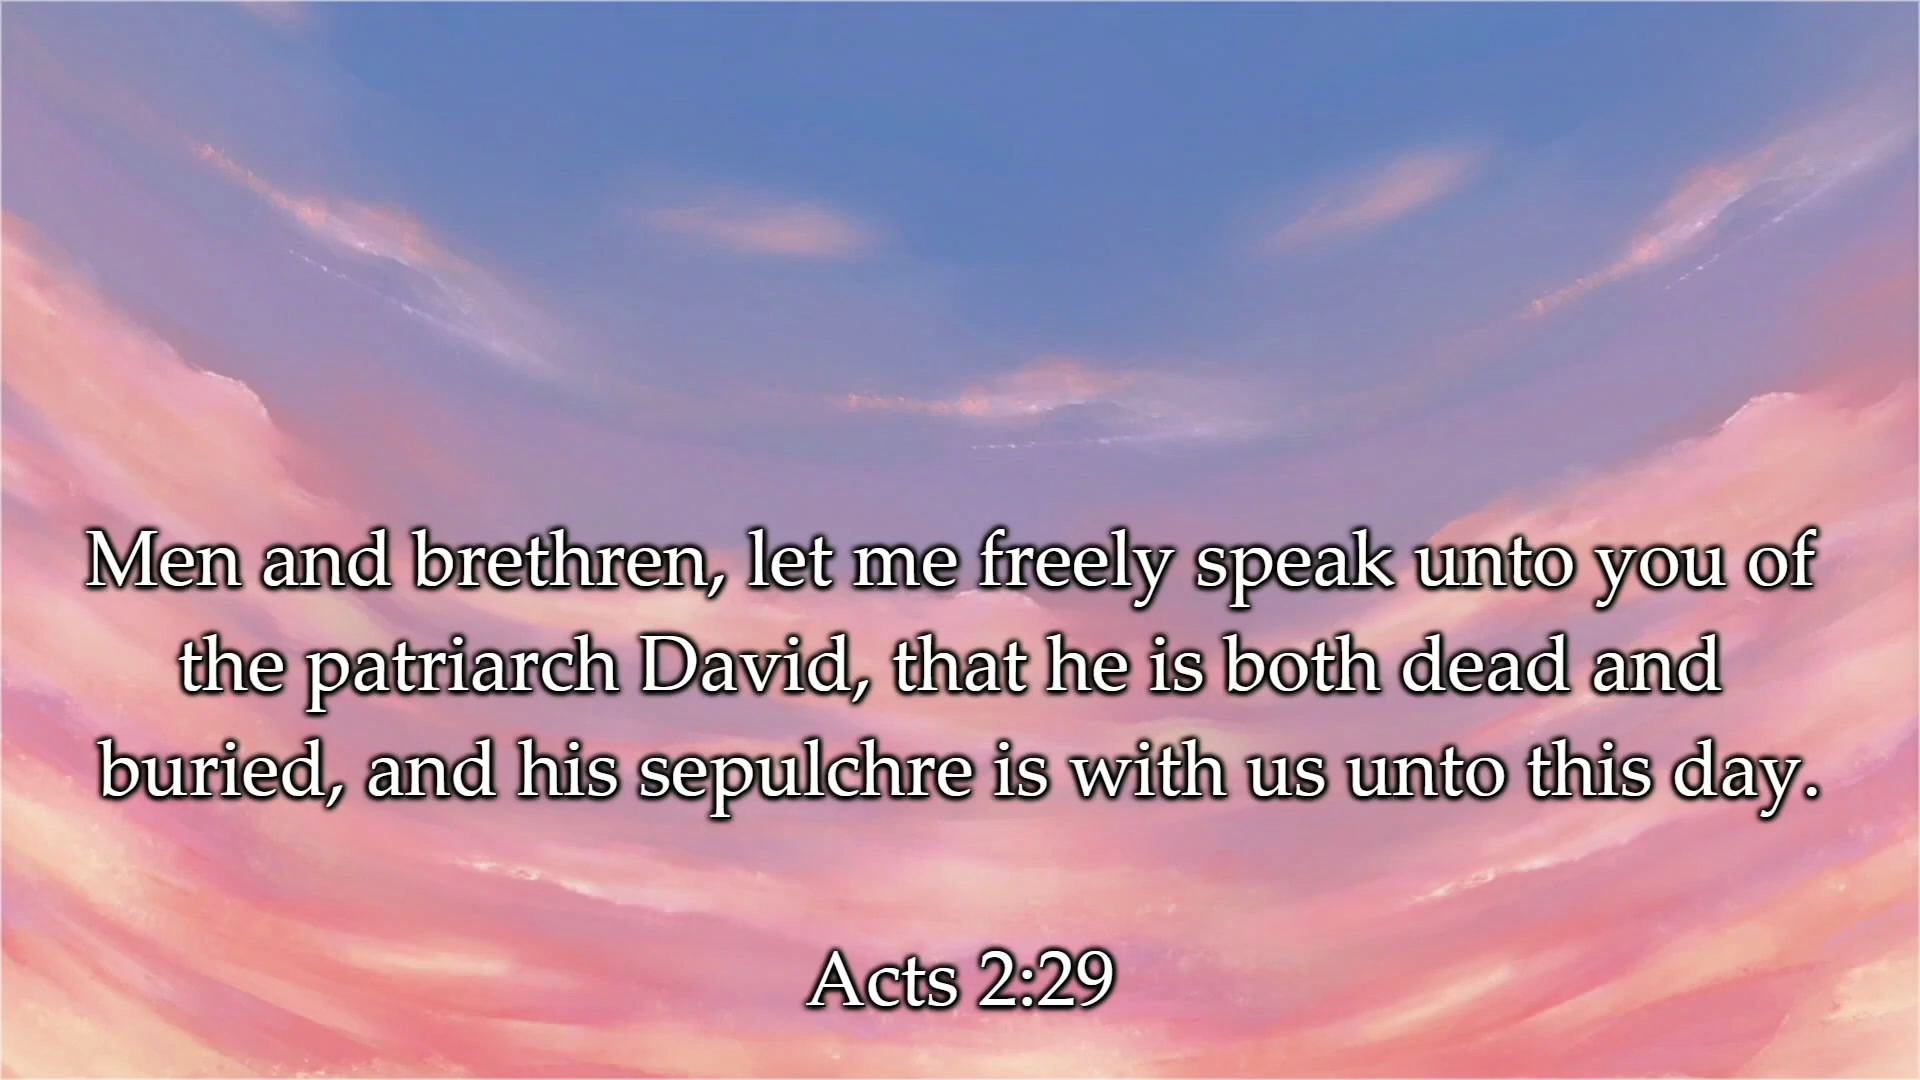 Men and brethren, let me freely speak unto you of
the patriarch David, that he is both dead and
buried, and his sepulchre is with us unto this day.
Acts 2:29